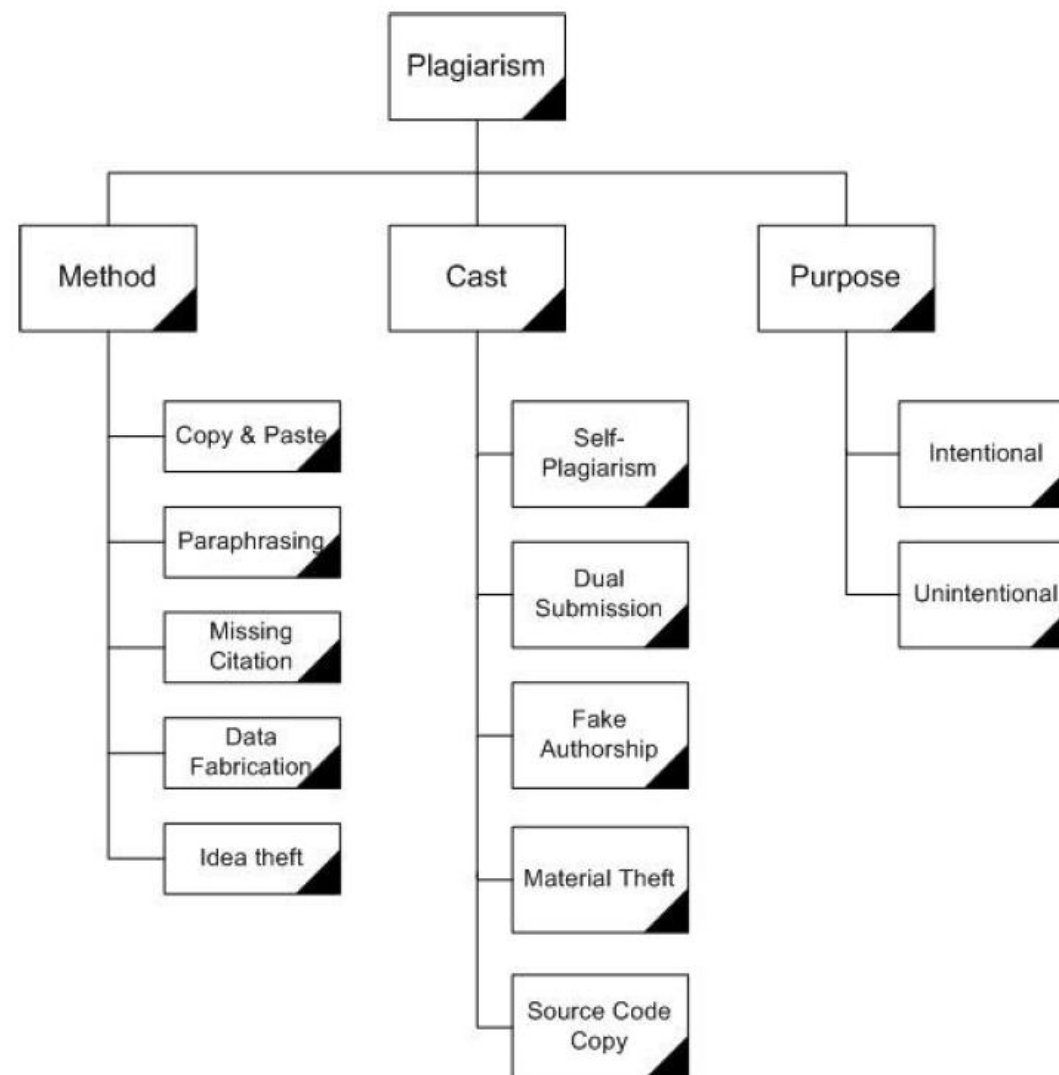 Plagiarism
Method
Cast
Purpose
Copy & Paste
Paraphrasing
Missing
Citation
Data
Fabrication
Idea theft
Self-
Plagiarism
Dual
Submission
Fake
Authorship
Material Theft
Source Code
Copy
Intentional
Unintentional